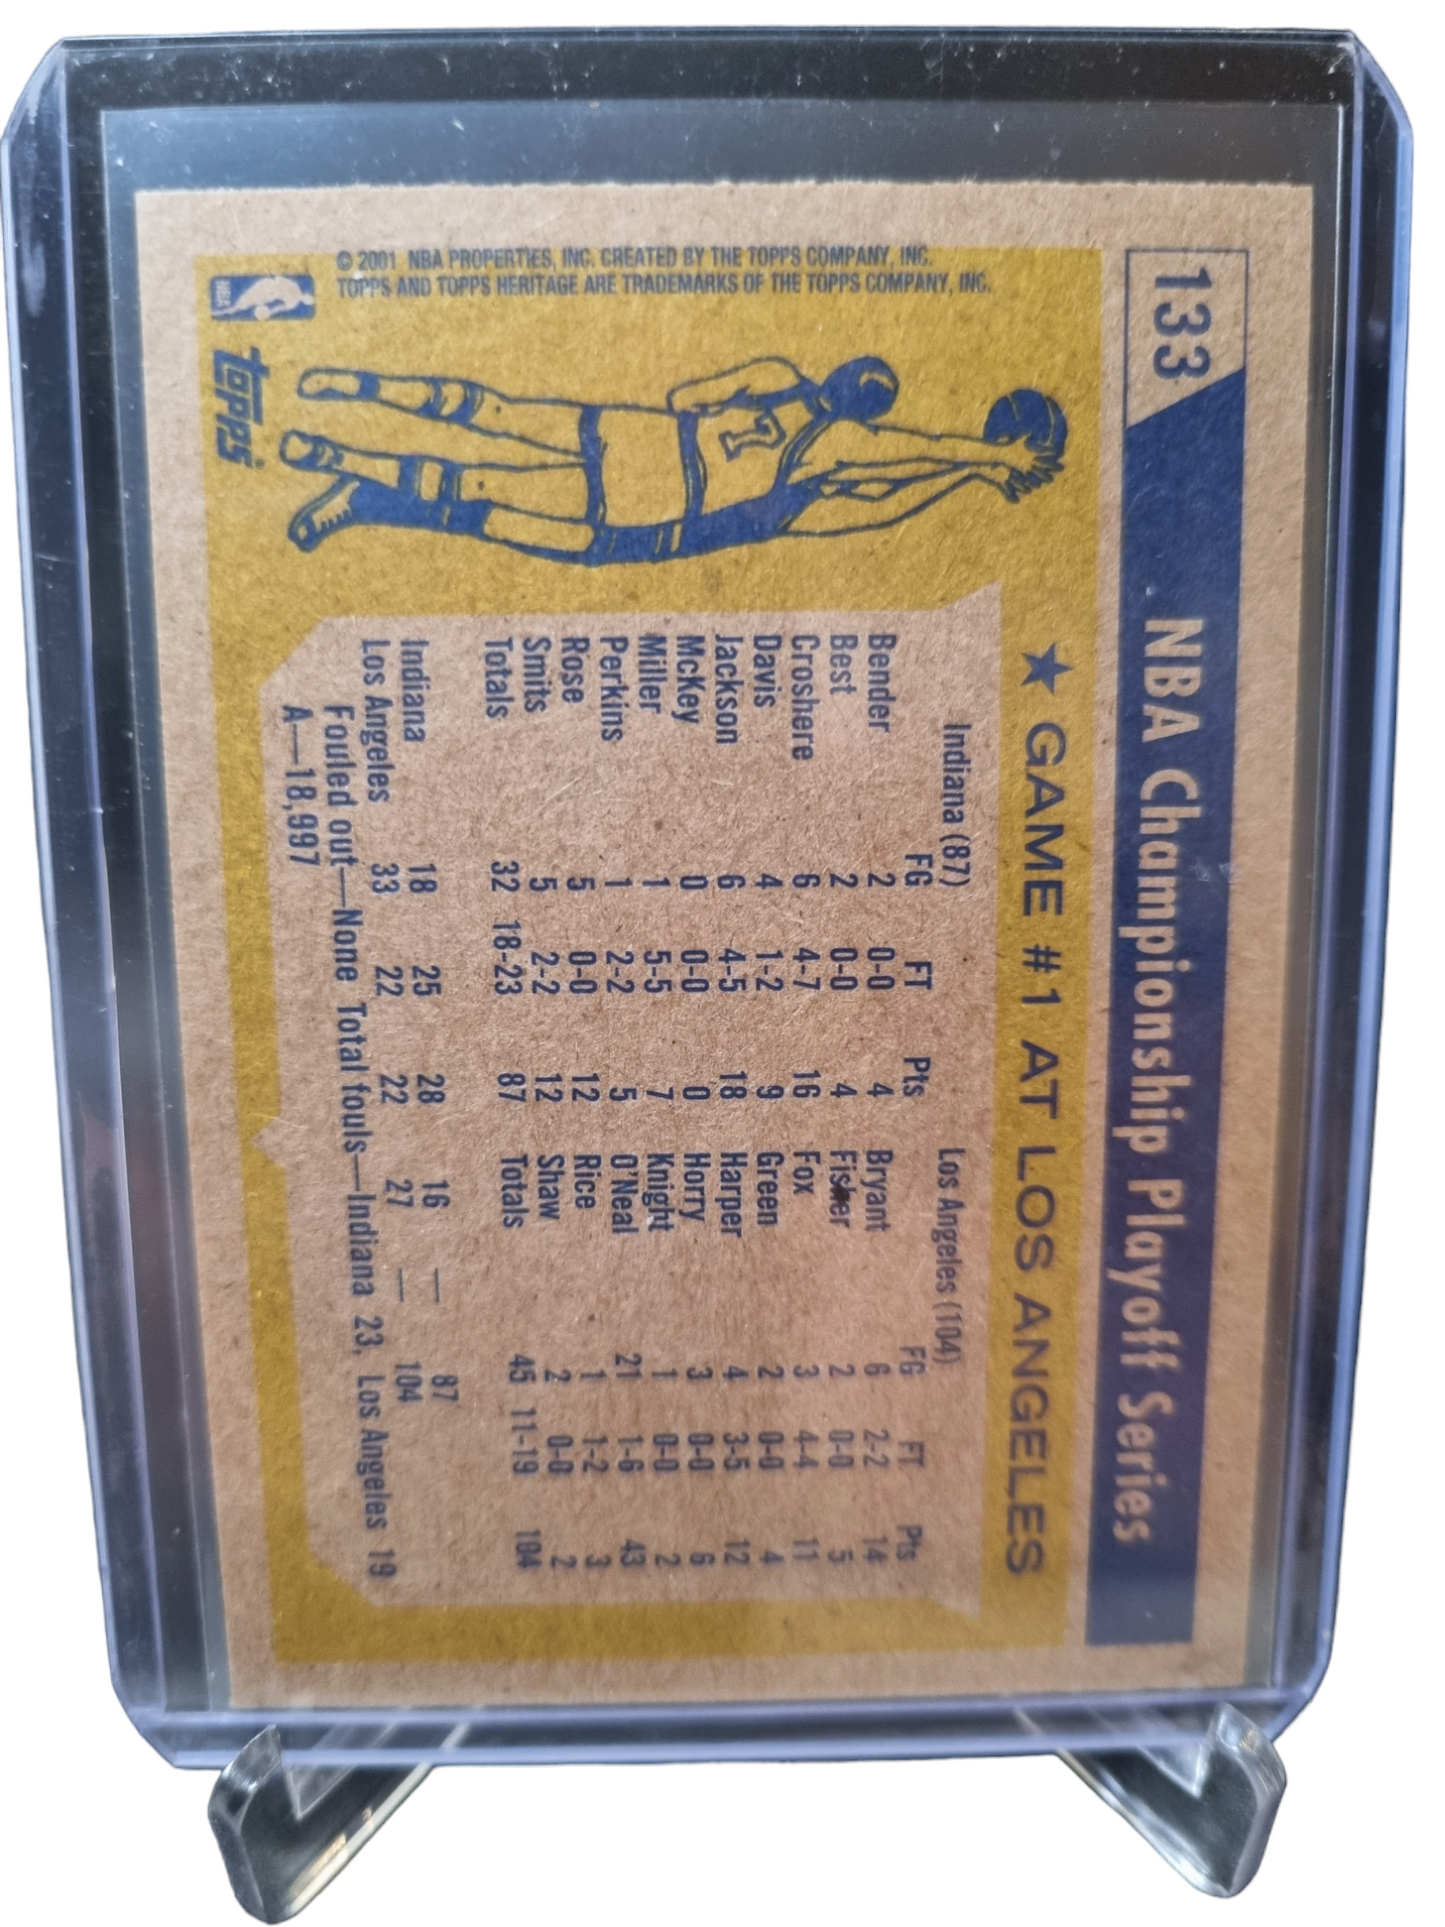 133
NBA Championship Playoff Series
★ GAME #1 AT LOS ANGELES
Indiana (87) Los Angeles (104)
FG FT Pts FG FT Pts
Bender 2 0-0 4 Bryant 6 2-2 14
Best 2 0-0 4 Fisher 2 0-0 5
Croshere 6 4-7 16 Fox 3 4-4 11
Davis 4 1-2 9 Green 2 0-0 4
Jackson 6 4-5 18 Harper 4 3-5 12
McKey 0 0-0 0 Horry 3 0-0 6
Miller 1 5-5 7 Knight 1 0-0 2
Perkins 1 2-2 5 O'Neal 21 1-6 43
Rose 5 0-0 12 Rice 1 1-2 3
Smits 5 2-2 12 Shaw 2 0-0 2
Totals 32 18-23 87 Totals 45 11-19 104
Indiana 18 25 28 16 — 87
Los Angeles 33 22 22 27 — 104
Fouled out—None Total fouls—Indiana 23, Los Angeles 19
A—18,997
7
© 2001 NBA PROPERTIES, INC. CREATED BY THE TOPPS COMPANY, INC.
TOPPS AND TOPPS HERITAGE ARE TRADEMARKS OF THE TOPPS COMPANY, INC.
NBA
topps